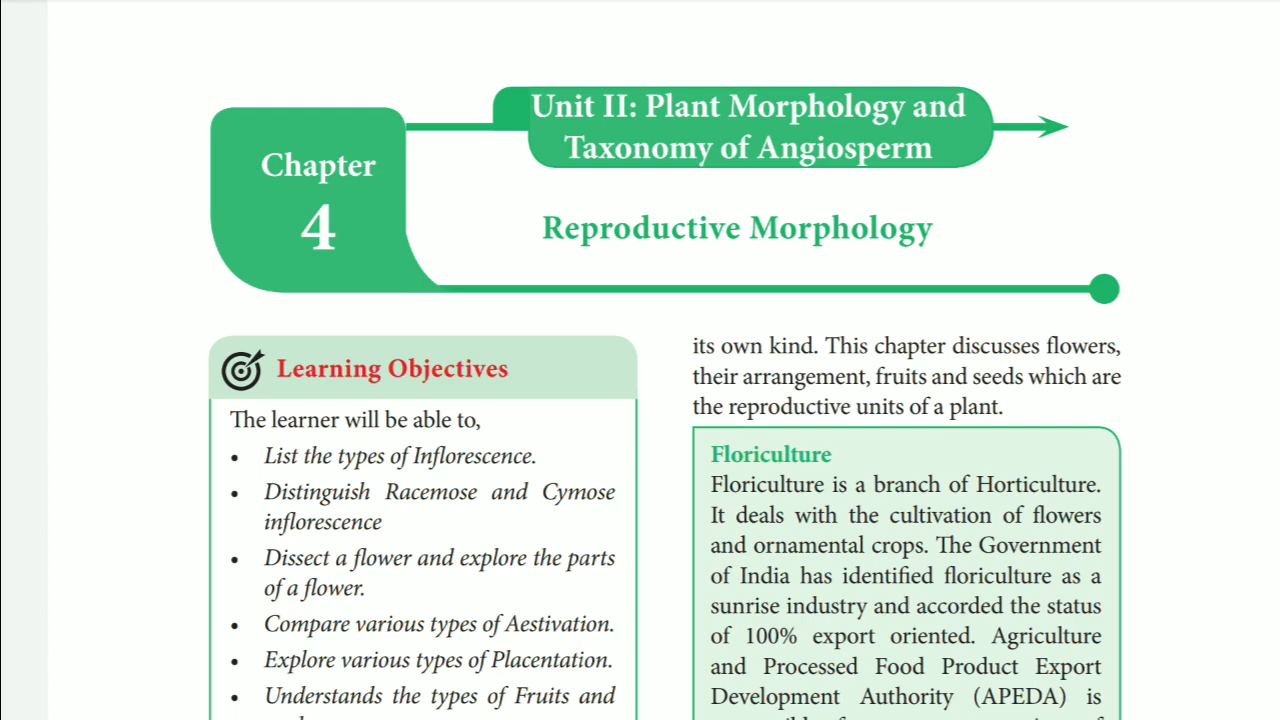 Unit II: Plant Morphology and
Taxonomy of Angiosperm
Chapter
4
Reproductive Morphology
Learning Objectives
The learner will be able to,
• List the types of Inflorescence.
• Distinguish Racemose and Cymose
inflorescence
• Dissect a flower and explore the parts
of a flower.
• Compare various types of Aestivation.
• Explore various types of Placentation.
• Understands the types of Fruits and
its own kind. This chapter discusses flowers,
their arrangement, fruits and seeds which are
the reproductive units of a plant.
Floriculture
Floriculture is a branch of Horticulture.
It deals with the cultivation of flowers
and ornamental crops. The Government
of India has identified floriculture as a
sunrise industry and accorded the status
of 100% export oriented. Agriculture
and Processed Food Product Export
Development Authority (APEDA) is